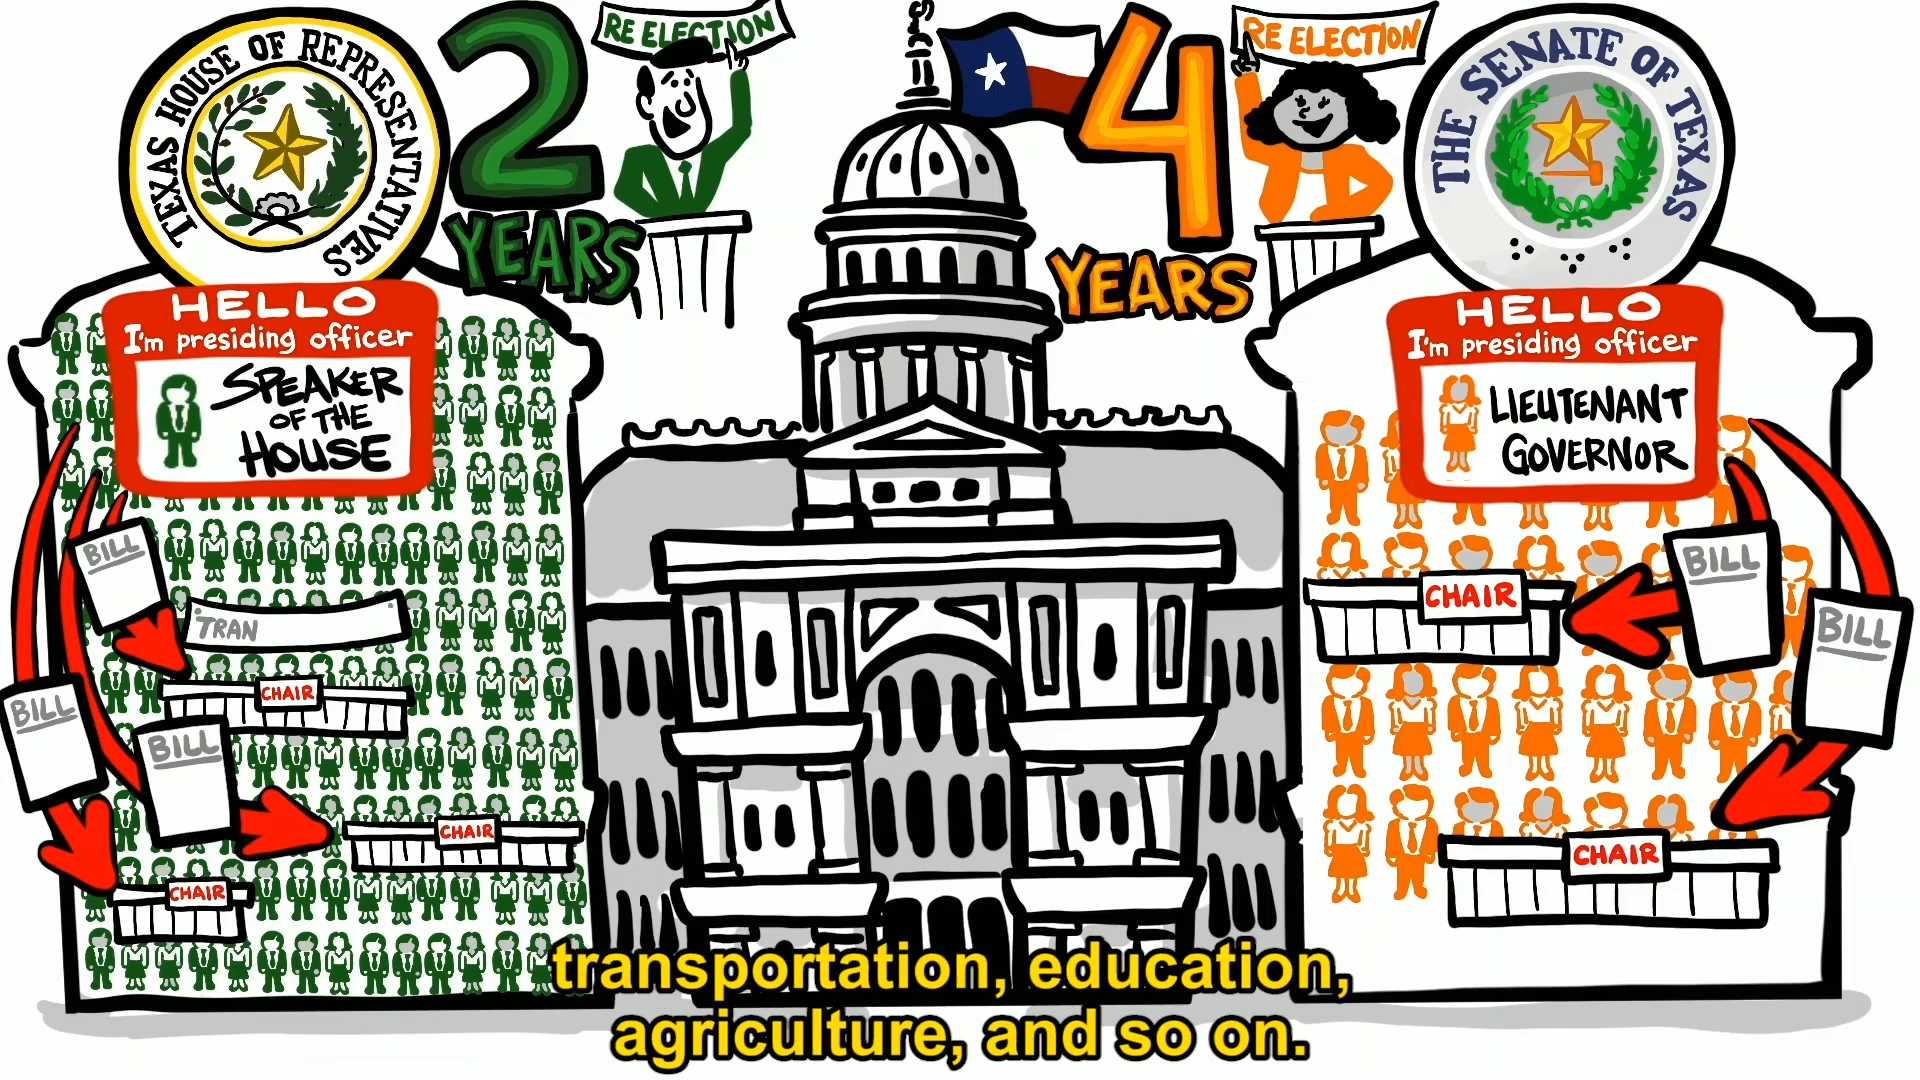 TEXAS HOUSE OF REPRESENTATIVES
2
YEARS
RE ELECTION
4
YEARS
RE ELECTION
THE SENATE OF TEXAS
HELLO
I'm presiding officer
SPEAKER
OF THE
HOUSE
HELLO
I'm presiding officer
LIEUTENANT
GOVERNOR
BILL
TRAN
CHAIR
BILL
BILL
CHAIR
CHAIR
BILL
CHAIR
BILL
CHAIR
transportation, education,
agriculture, and so on.